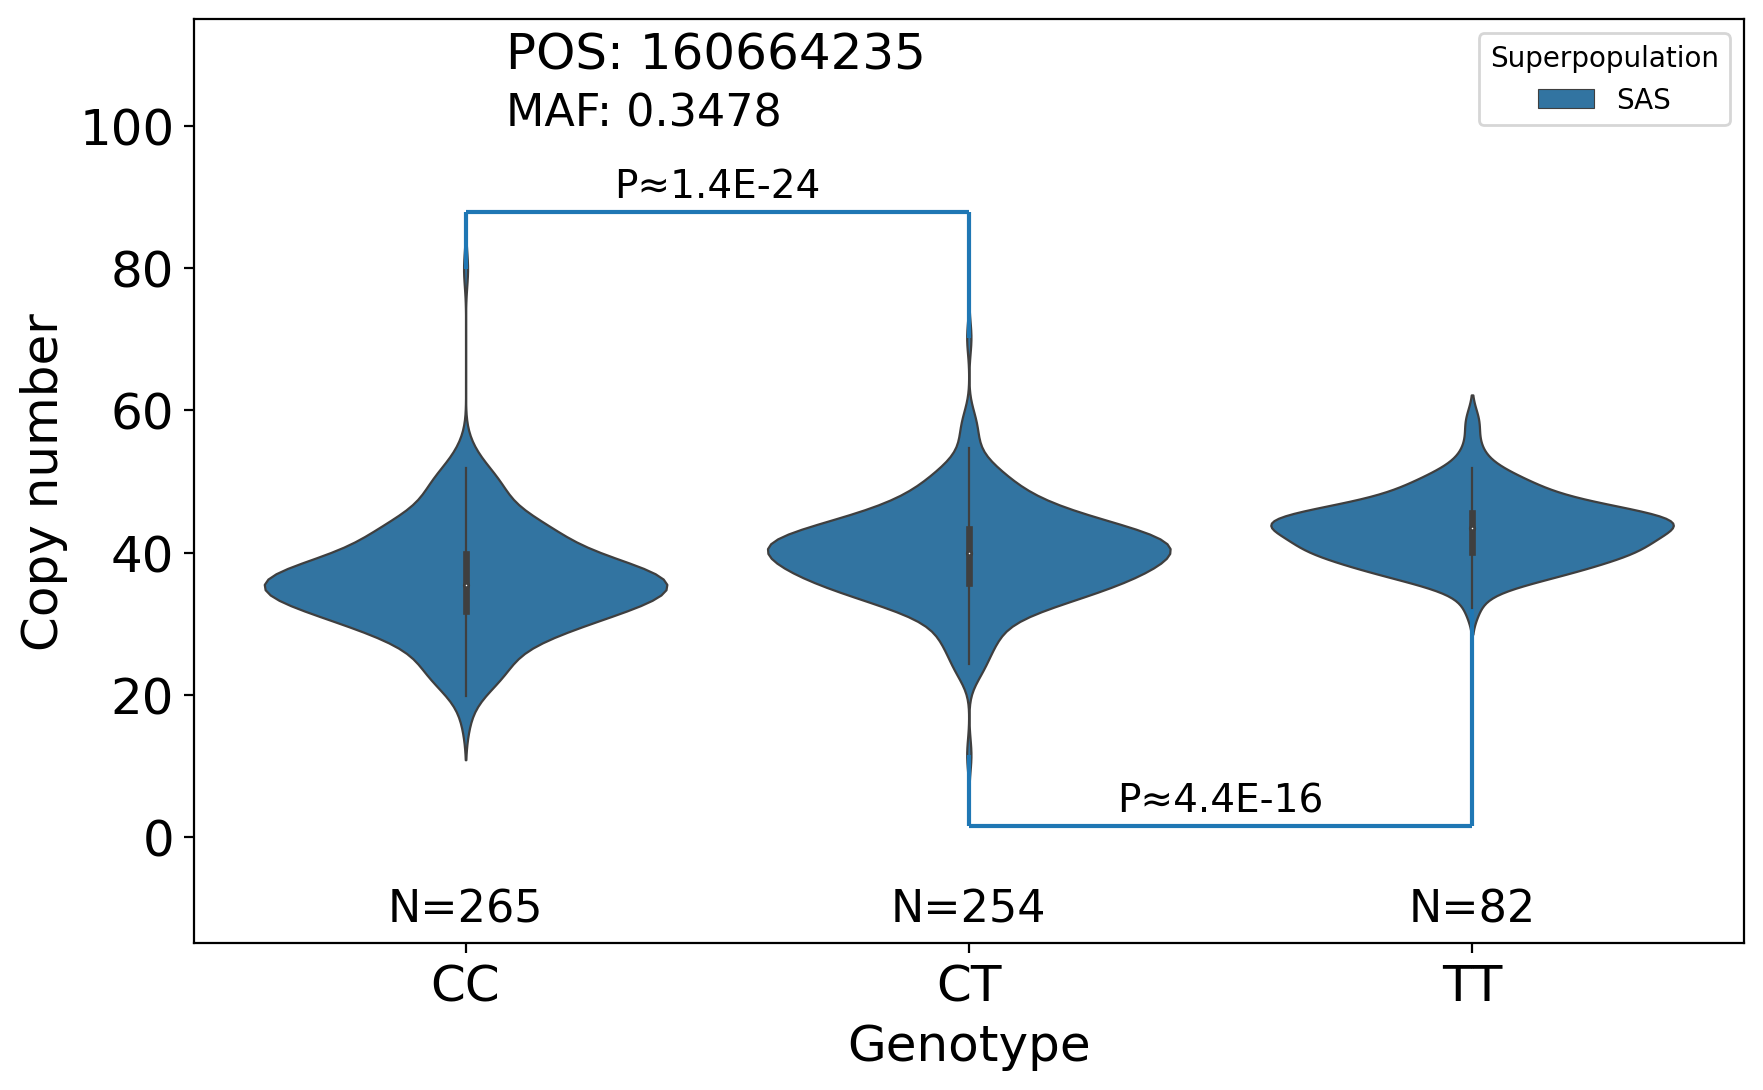 POS: 160664235
MAF: 0.3478
Superpopulation
SAS
P≈1.4E-24
P≈4.4E-16
Copy number
100
80
60
40
20
0
N=265
N=254
N=82
CC
CT
TT
Genotype